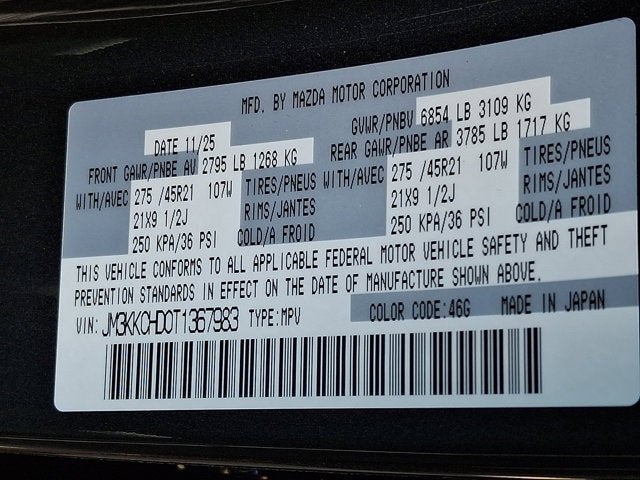 MFD. BY MAZDA MOTOR CORPORATION
DATE 11/25 GVWR/PNBV 6854 LB 3109 KG
FRONT GAWR/PNBE AV 2795 LB 1268 KG REAR GAWR/PNBE AR 3785 LB 1717 KG
WITH/AVEC 275 /45R21 107W TIRES/PNEUS WITH/AVEC 275 /45R21 107W TIRES/PNEUS
21X9 1/2J RIMS/JANTES 21X9 1/2J RIMS/JANTES
250 KPA/36 PSI COLD/A FROID 250 KPA/36 PSI COLD/A FROID
THIS VEHICLE CONFORMS TO ALL APPLICABLE FEDERAL MOTOR VEHICLE SAFETY AND THEFT
PREVENTION STANDARDS IN EFFECT ON THE DATE OF MANUFACTURE SHOWN ABOVE.
VIN: JM3KKCHD0T1367983 TYPE:MPV COLOR CODE:46G MADE IN JAPAN